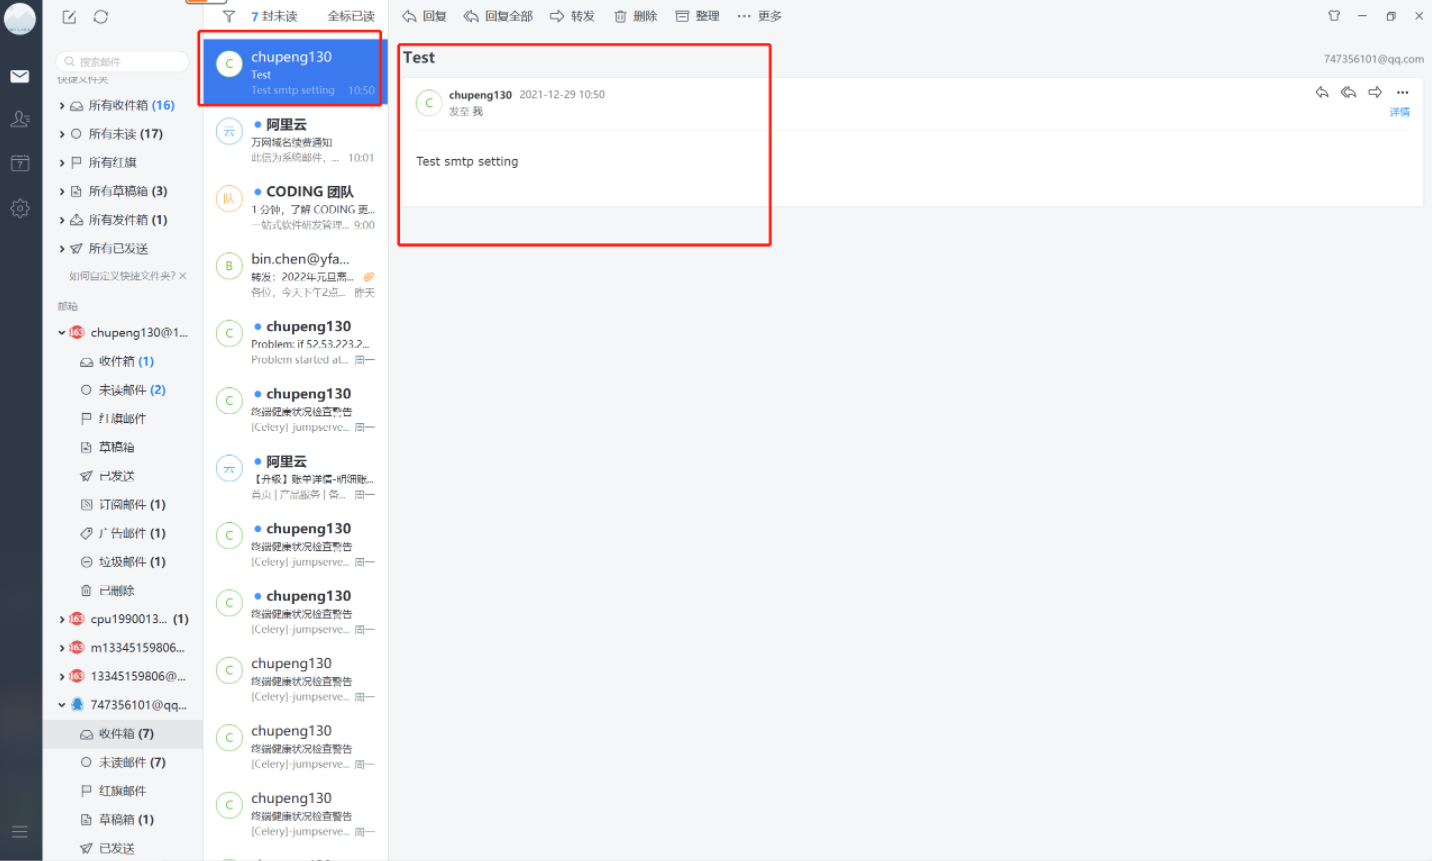 搜索邮件
快捷文件夹
所有收件箱 (16)
所有未读 (17)
所有红旗
所有草稿箱 (3)
所有发件箱 (1)
所有已发送
如何自定义快捷文件夹? ×
邮箱
163 chupeng130@1...
收件箱 (1)
未读邮件 (2)
红旗邮件
草稿箱
已发送
订阅邮件 (1)
广告邮件 (1)
垃圾邮件 (1)
已删除
163 cpu1990013... (1)
163 m13345159806...
163 13345159806@...
747356101@qq...
收件箱 (7)
未读邮件 (7)
红旗邮件
草稿箱 (1)
已发送
7
7 封未读 全标已读
C chupeng130
Test
Test smtp setting 10:50
云 阿里云
万网域名续费通知
此信为系统邮件，... 10:01
队 CODING 团队
1 分钟，了解 CODING 更...
一站式软件研发管理... 9:00
B bin.chen@yfa...
转发：2022年元旦离...
各位，今天下午2点... 昨天
C chupeng130
Problem: if 52.53.223.2...
Problem started at... 周一
C chupeng130
终端健康状况检查警告
[Celery]-jumpserve... 周一
云 阿里云
【升级】账单详情-明细账...
首页 | 产品服务 | 备... 周一
C chupeng130
终端健康状况检查警告
[Celery]-jumpserve... 周一
C chupeng130
终端健康状况检查警告
[Celery]-jumpserve... 周一
C chupeng130
终端健康状况检查警告
[Celery]-jumpserve... 周一
C chupeng130
终端健康状况检查警告
[Celery]-jumpserve... 周一
C chupeng130
终端健康状况检查警告
[Celery]-jumpserve... 周一
回复 回复全部 转发 删除 整理 ··· 更多
Test
747356101@qq.com
C chupeng130 2021-12-29 10:50
发至 我
详情
Test smtp setting